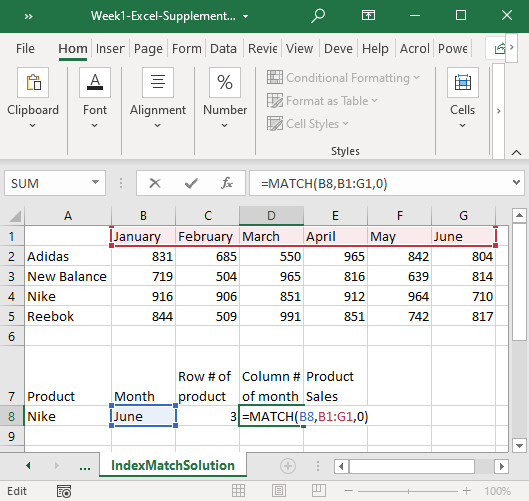 Week1-Excel-Supplement...
File Hom Inser Page Form Data Revie View Deve Help Acrol Powe
Clipboard Font Alignment Number Conditional Formatting Format as Table Cell Styles Cells
%
Styles
SUM =MATCH(B8,B1:G1,0)
A B C D E F G
1 January February March April May June
2 Adidas 831 685 550 965 842 804
3 New Balance 719 504 965 816 639 814
4 Nike 916 906 851 912 964 710
5 Reebok 844 509 991 851 742 817
6
Row # of Column # Product
7 Product Month product of month Sales
8 Nike June 3 =MATCH(B8,B1:G1,0)
9
... IndexMatchSolution
Edit 100%